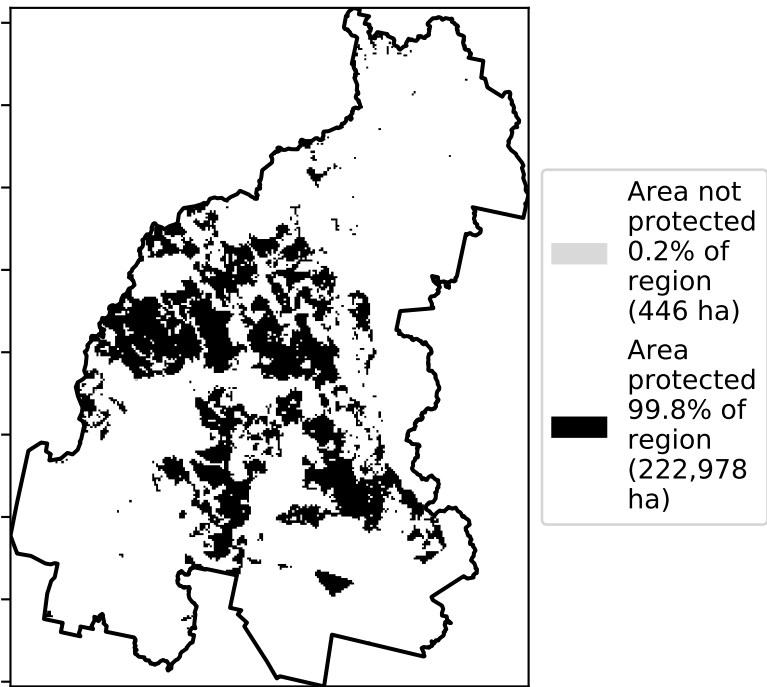 Area not
protected
0.2% of
region
(446 ha)
Area
protected
99.8% of
region
(222,978
ha)